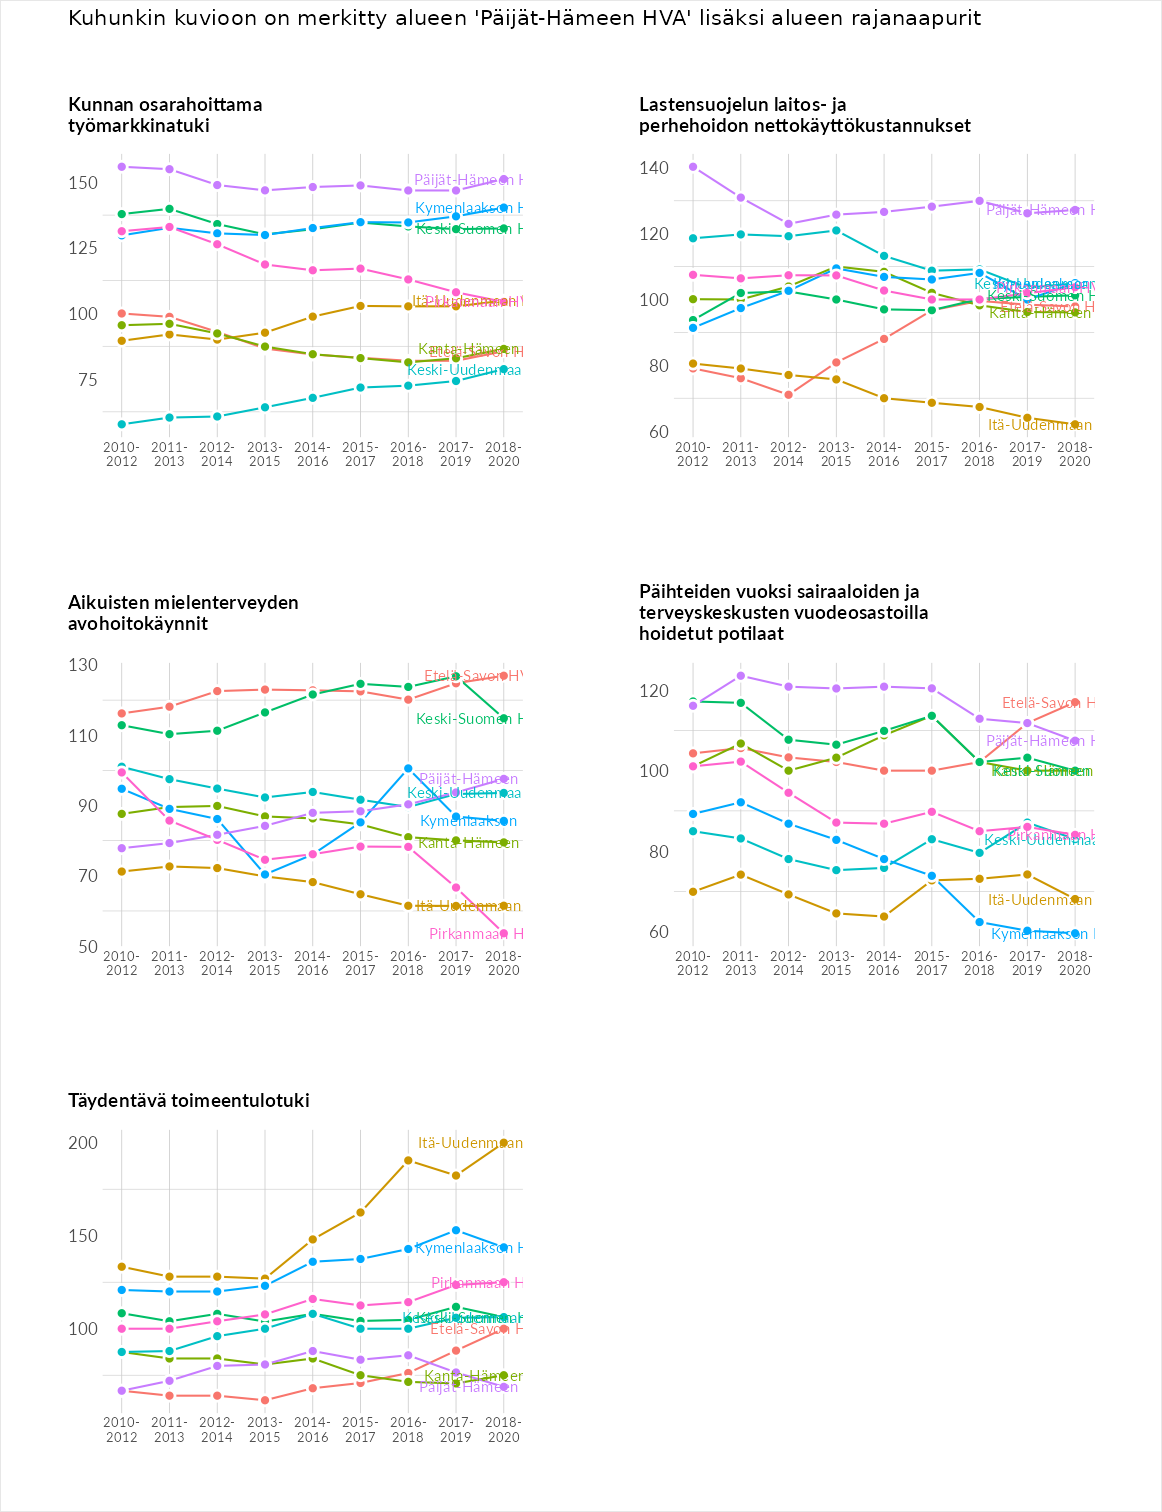 Kuhunkin kuvioon on merkitty alueen 'Päijät-Hämeen HVA' lisäksi alueen rajanaapurit
Kunnan osarahoittama
työmarkkinatuki
150
125
100
75
Päijät-Hämeen H
Kymenlaakson H
Keski-Suomen H
Itä-Uudenmaan
Pirkanmaan HV
Kanta-Hämeen
Etelä-Savon H
Keski-Uudenmaa
2010-
2012
2011-
2013
2012-
2014
2013-
2015
2014-
2016
2015-
2017
2016-
2018
2017-
2019
2018-
2020
Lastensuojelun laitos- ja
perhehoidon nettokäyttökustannukset
140
120
100
80
60
Päijät-Hämeen H
Keski-Suomen H
Etelä-Savon H
Kanta-Hämeen
Itä-Uudenmaan
2010-
2012
2011-
2013
2012-
2014
2013-
2015
2014-
2016
2015-
2017
2016-
2018
2017-
2019
2018-
2020
Aikuisten mielenterveyden
avohoitokäynnit
130
110
90
70
50
Etelä-Savon HV
Keski-Suomen H
Päijät-Hämeen
Keski-Uudenmaa
Kymenlaakson
Kanta-Hämeen
Itä-Uudenmaan
Pirkanmaan H
2010-
2012
2011-
2013
2012-
2014
2013-
2015
2014-
2016
2015-
2017
2016-
2018
2017-
2019
2018-
2020
Päihteiden vuoksi sairaaloiden ja
terveyskeskusten vuodeosastoilla
hoidetut potilaat
120
100
80
60
Etelä-Savon H
Päijät-Hämeen H
Pirkanmaan H
Keski-Uudenmaa
Itä-Uudenmaan
Kymenlaakson
2010-
2012
2011-
2013
2012-
2014
2013-
2015
2014-
2016
2015-
2017
2016-
2018
2017-
2019
2018-
2020
Täydentävä toimeentulotuki
200
150
100
Itä-Uudenmaan
Kymenlaakson H
Pirkanmaan H
Etelä-Savon H
Kanta-Hämeen
Päijät-Hämeen
2010-
2012
2011-
2013
2012-
2014
2013-
2015
2014-
2016
2015-
2017
2016-
2018
2017-
2019
2018-
2020